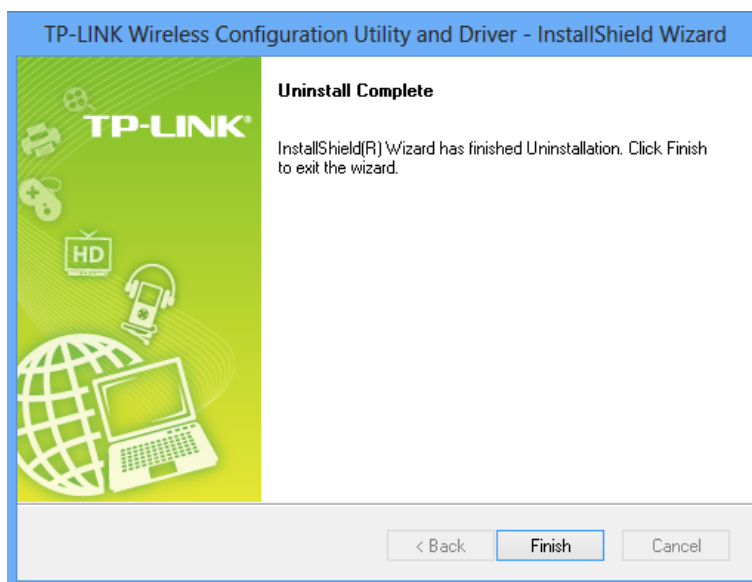 TP-LINK Wireless Configuration Utility and Driver - InstallShield Wizard
TP-LINK®
HD
Uninstall Complete
InstallShield(R) Wizard has finished Uninstallation. Click Finish
to exit the wizard.
< Back
Finish
Cancel